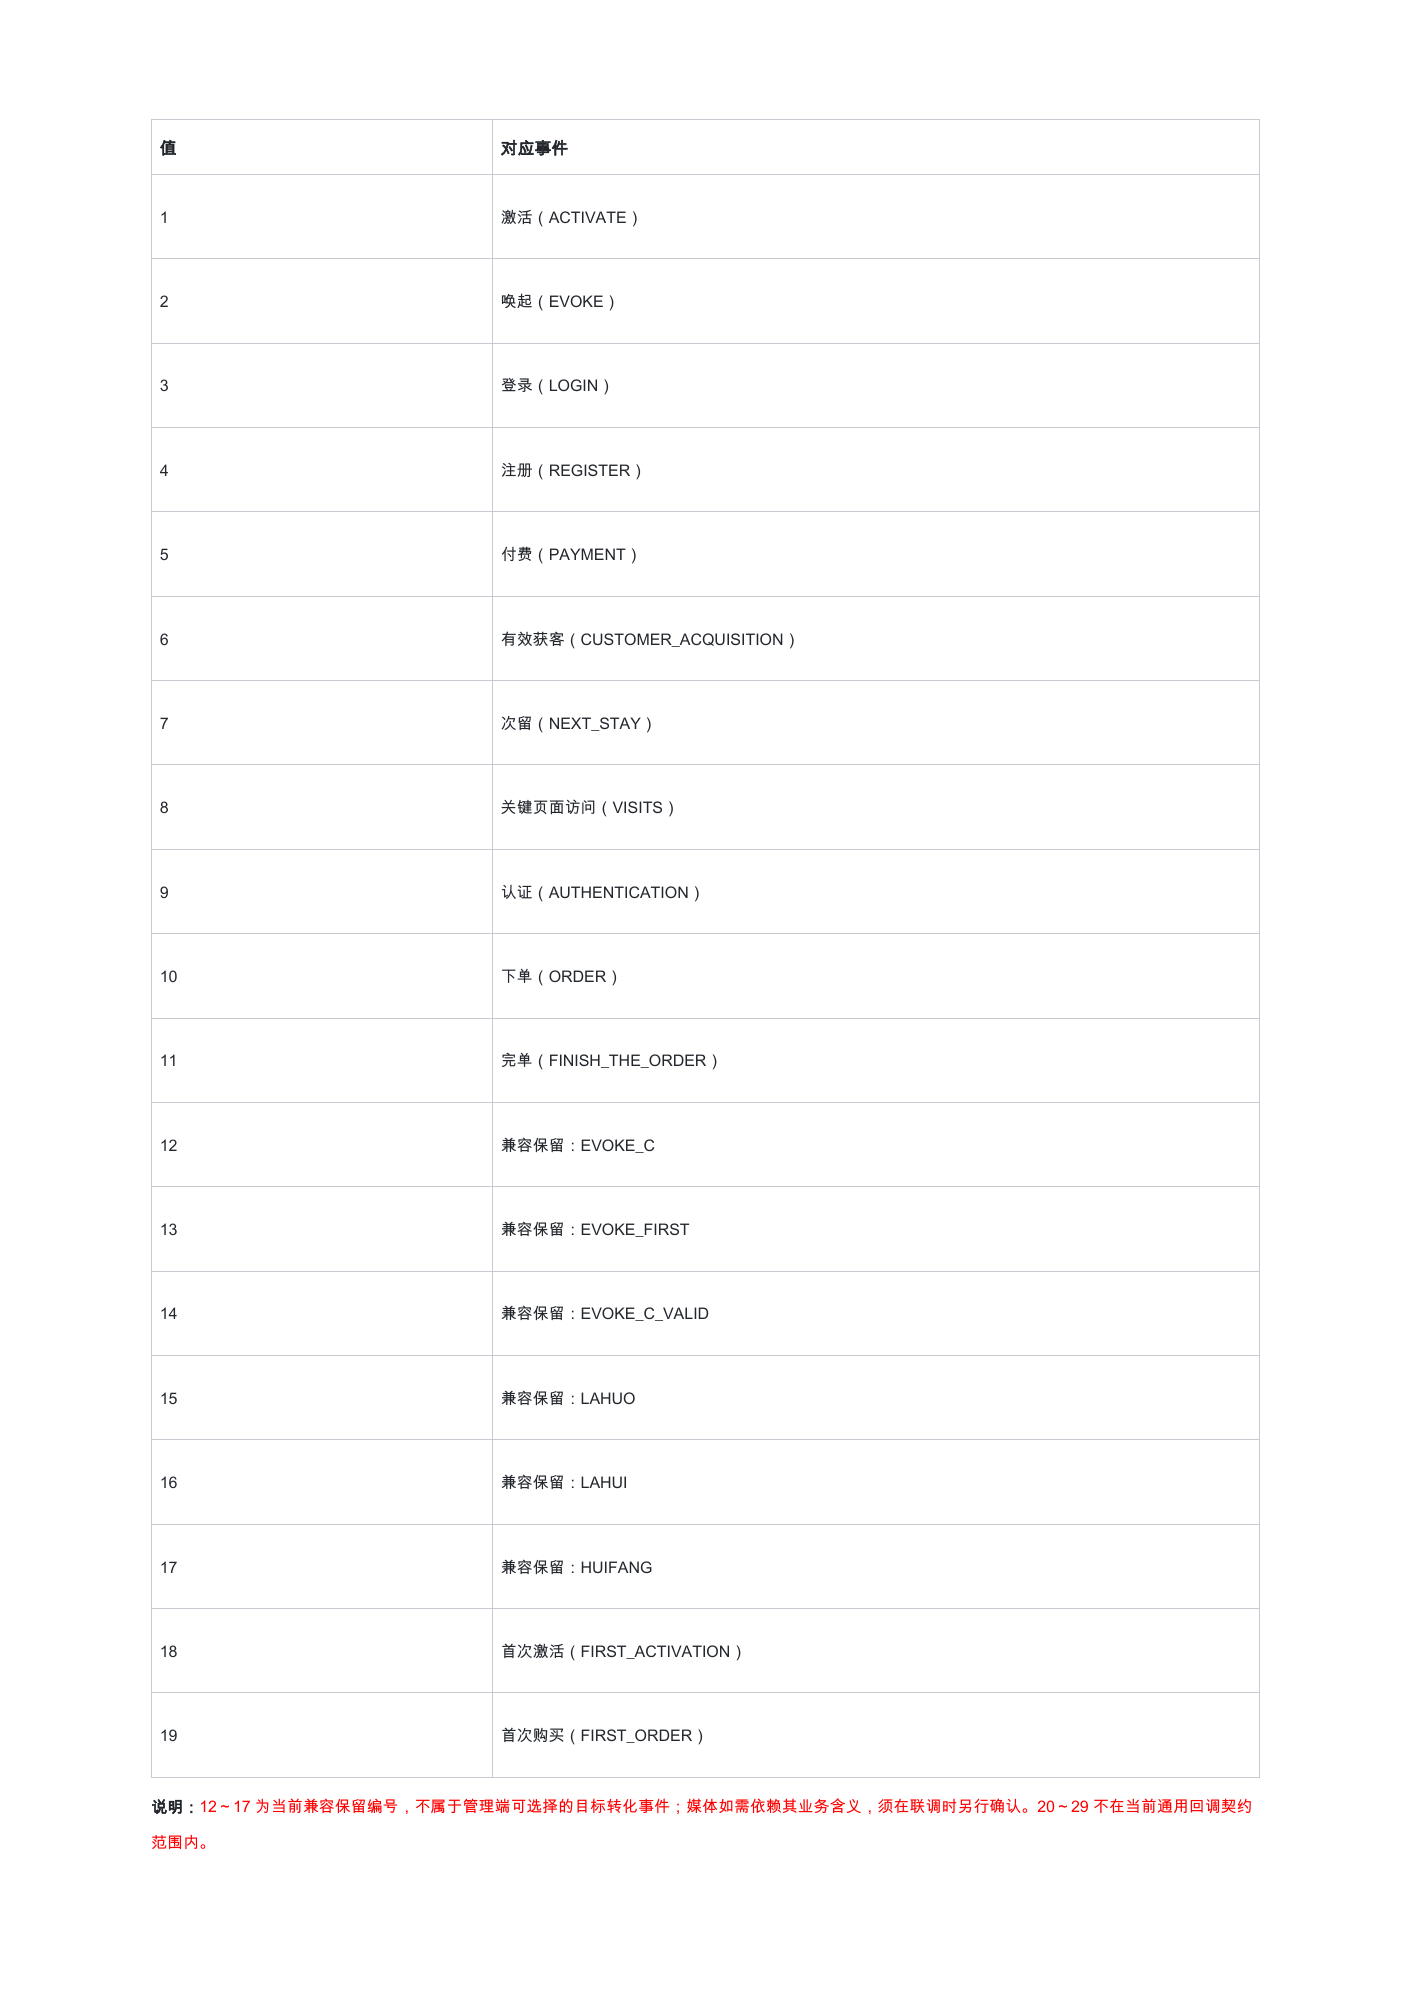 值 对应事件
1 激活（ACTIVATE）
2 唤起（EVOKE）
3 登录（LOGIN）
4 注册（REGISTER）
5 付费（PAYMENT）
6 有效获客（CUSTOMER_ACQUISITION）
7 次留（NEXT_STAY）
8 关键页面访问（VISITS）
9 认证（AUTHENTICATION）
10 下单（ORDER）
11 完单（FINISH_THE_ORDER）
12 兼容保留：EVOKE_C
13 兼容保留：EVOKE_FIRST
14 兼容保留：EVOKE_C_VALID
15 兼容保留：LAHUO
16 兼容保留：LAHUI
17 兼容保留：HUIFANG
18 首次激活（FIRST_ACTIVATION）
19 首次购买（FIRST_ORDER）
说明：12～17 为当前兼容保留编号，不属于管理端可选择的目标转化事件；媒体如需依赖其业务含义，须在联调时另行确认。20～29 不在当前通用回调契约
范围内。